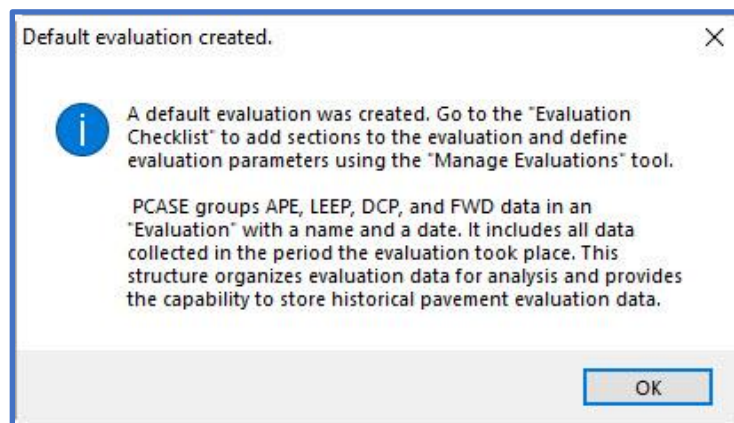 Default evaluation created.
A default evaluation was created. Go to the "Evaluation
Checklist" to add sections to the evaluation and define
evaluation parameters using the "Manage Evaluations" tool.
PCASE groups APE, LEEP, DCP, and FWD data in an
"Evaluation" with a name and a date. It includes all data
collected in the period the evaluation took place. This
structure organizes evaluation data for analysis and provides
the capability to store historical pavement evaluation data.
OK